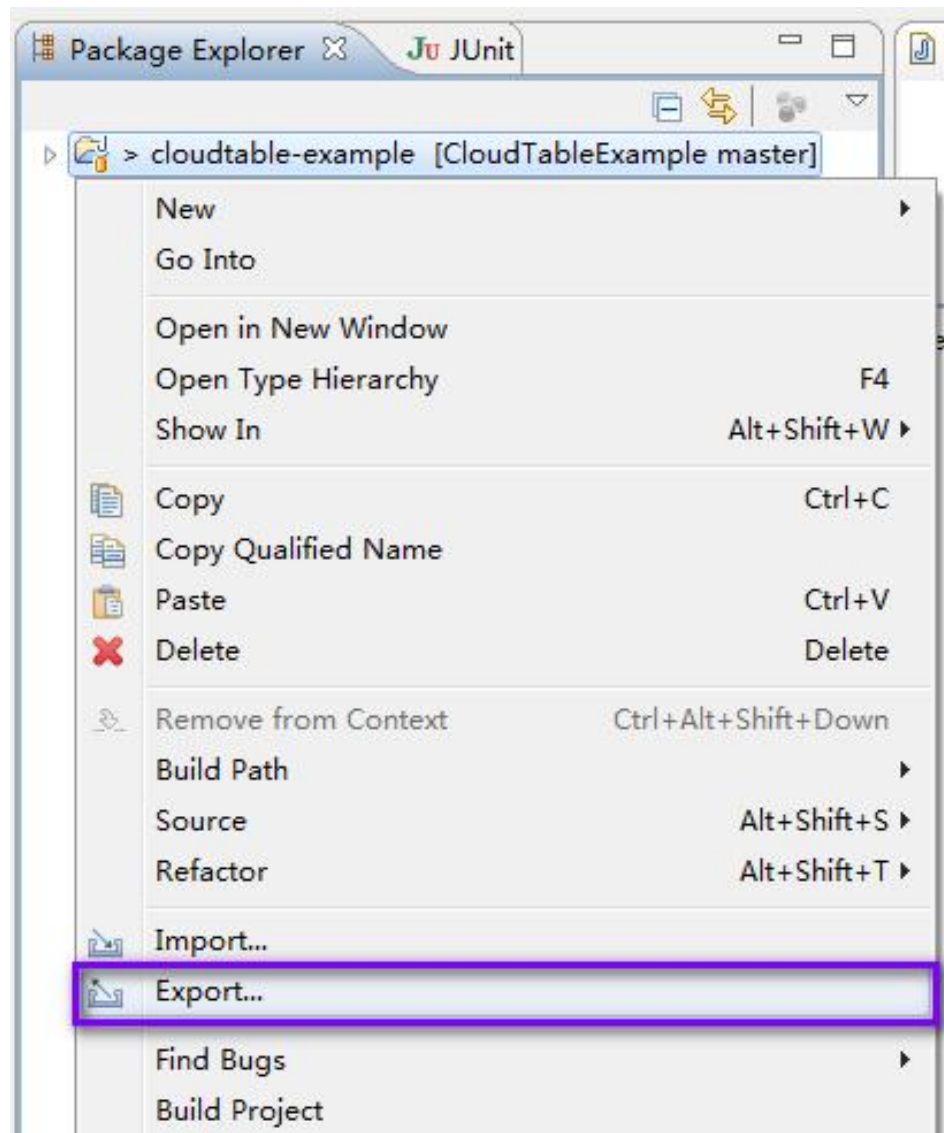 Package Explorer JU JUnit
> cloudtable-example [CloudTableExample master]
New
Go Into
Open in New Window
Open Type Hierarchy F4
Show In Alt+Shift+W
Copy Ctrl+C
Copy Qualified Name
Paste Ctrl+V
Delete Delete
Remove from Context Ctrl+Alt+Shift+Down
Build Path
Source Alt+Shift+S
Refactor Alt+Shift+T
Import...
Export...
Find Bugs
Build Project